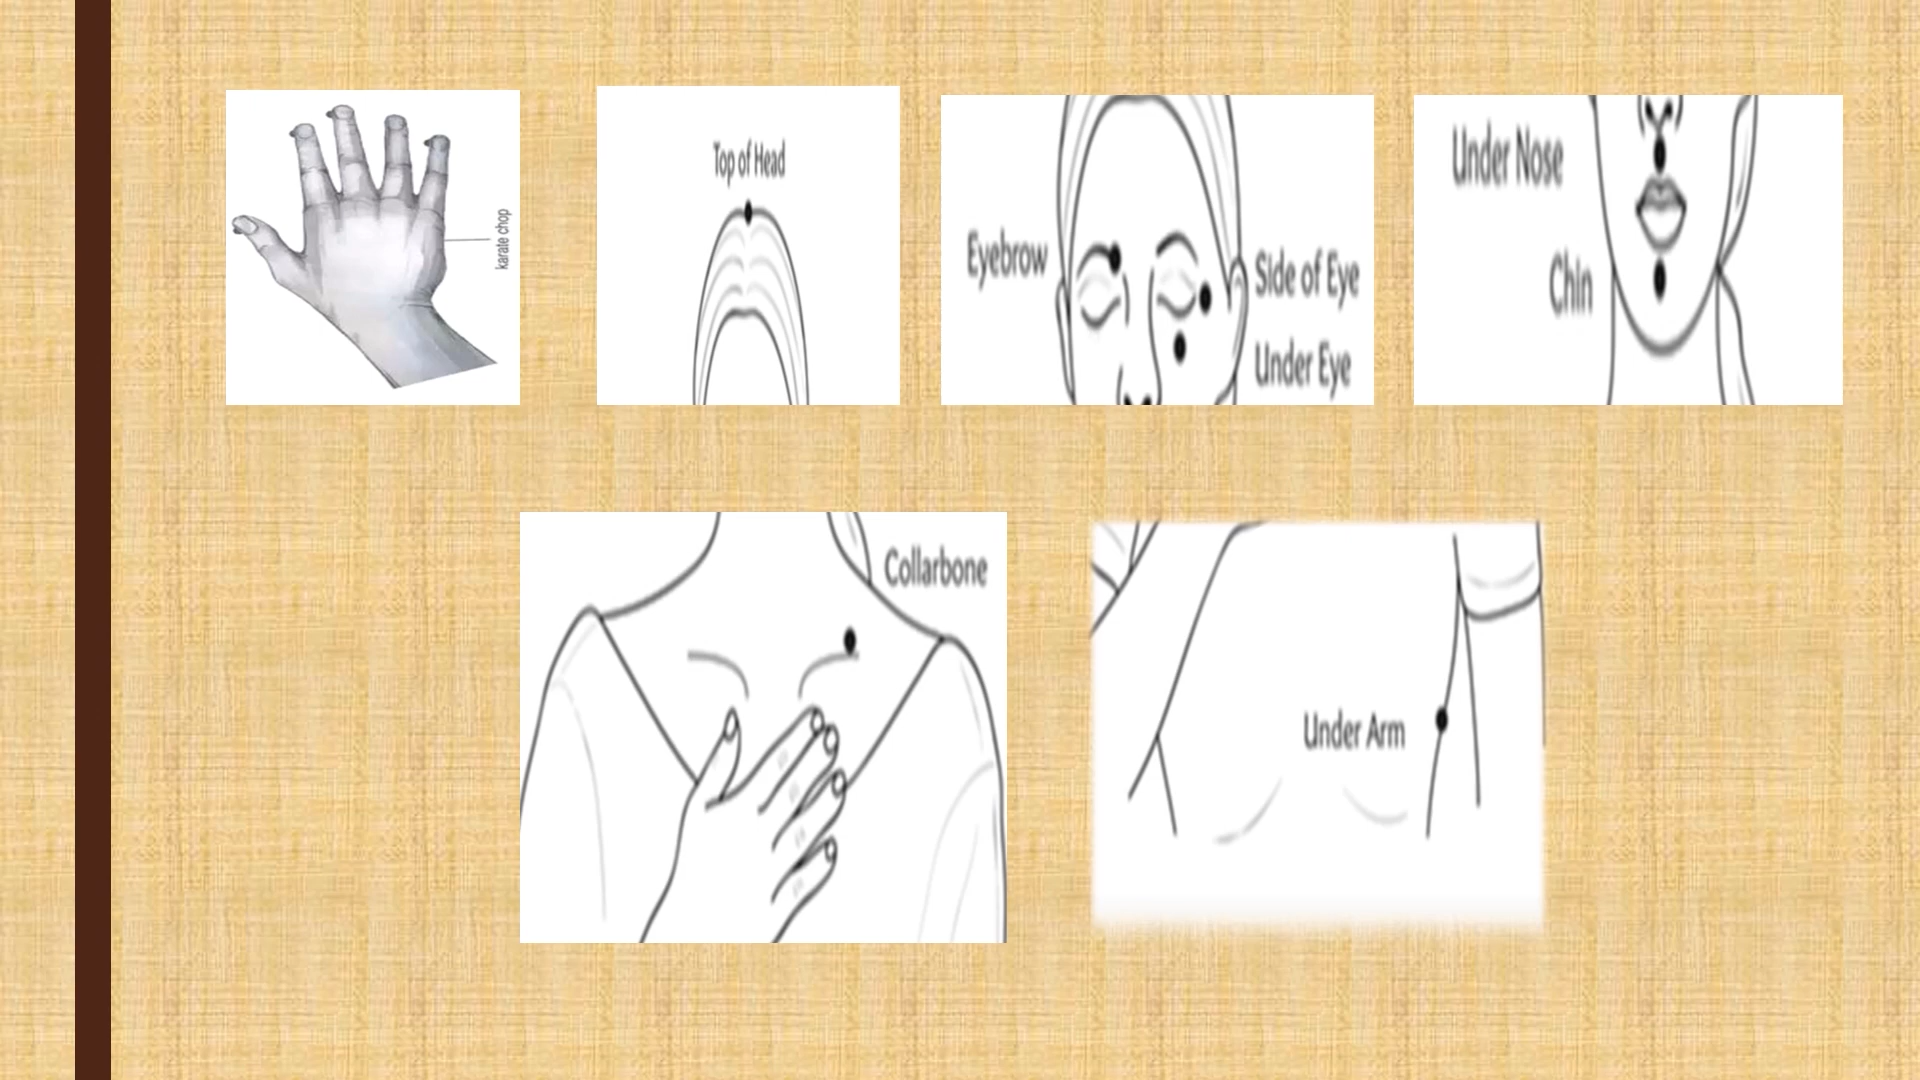 karate chop
Top of Head
Eyebrow
Side of Eye
Under Eye
Under Nose
Chin
Collarbone
Under Arm